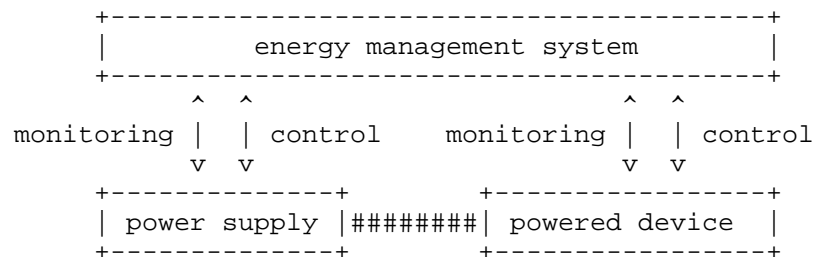 +-----------------------------------------+
|         energy management system        |
+-----------------------------------------+
^  ^                       ^  ^
monitoring |  | control    monitoring |  | control
v  v                       v  v
+--------------+        +-----------------+
| power supply |########| powered device  |
+--------------+        +-----------------+